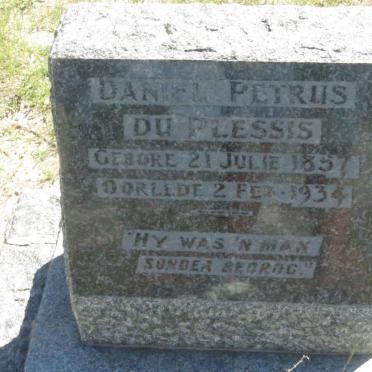 DANIEL PETRUS
DU PLESSIS
GEBORE 21 JULIE 1857
OORLEDE 2 FEB. 1934
"HY WAS 'N MAN
SONDER BEDROG."